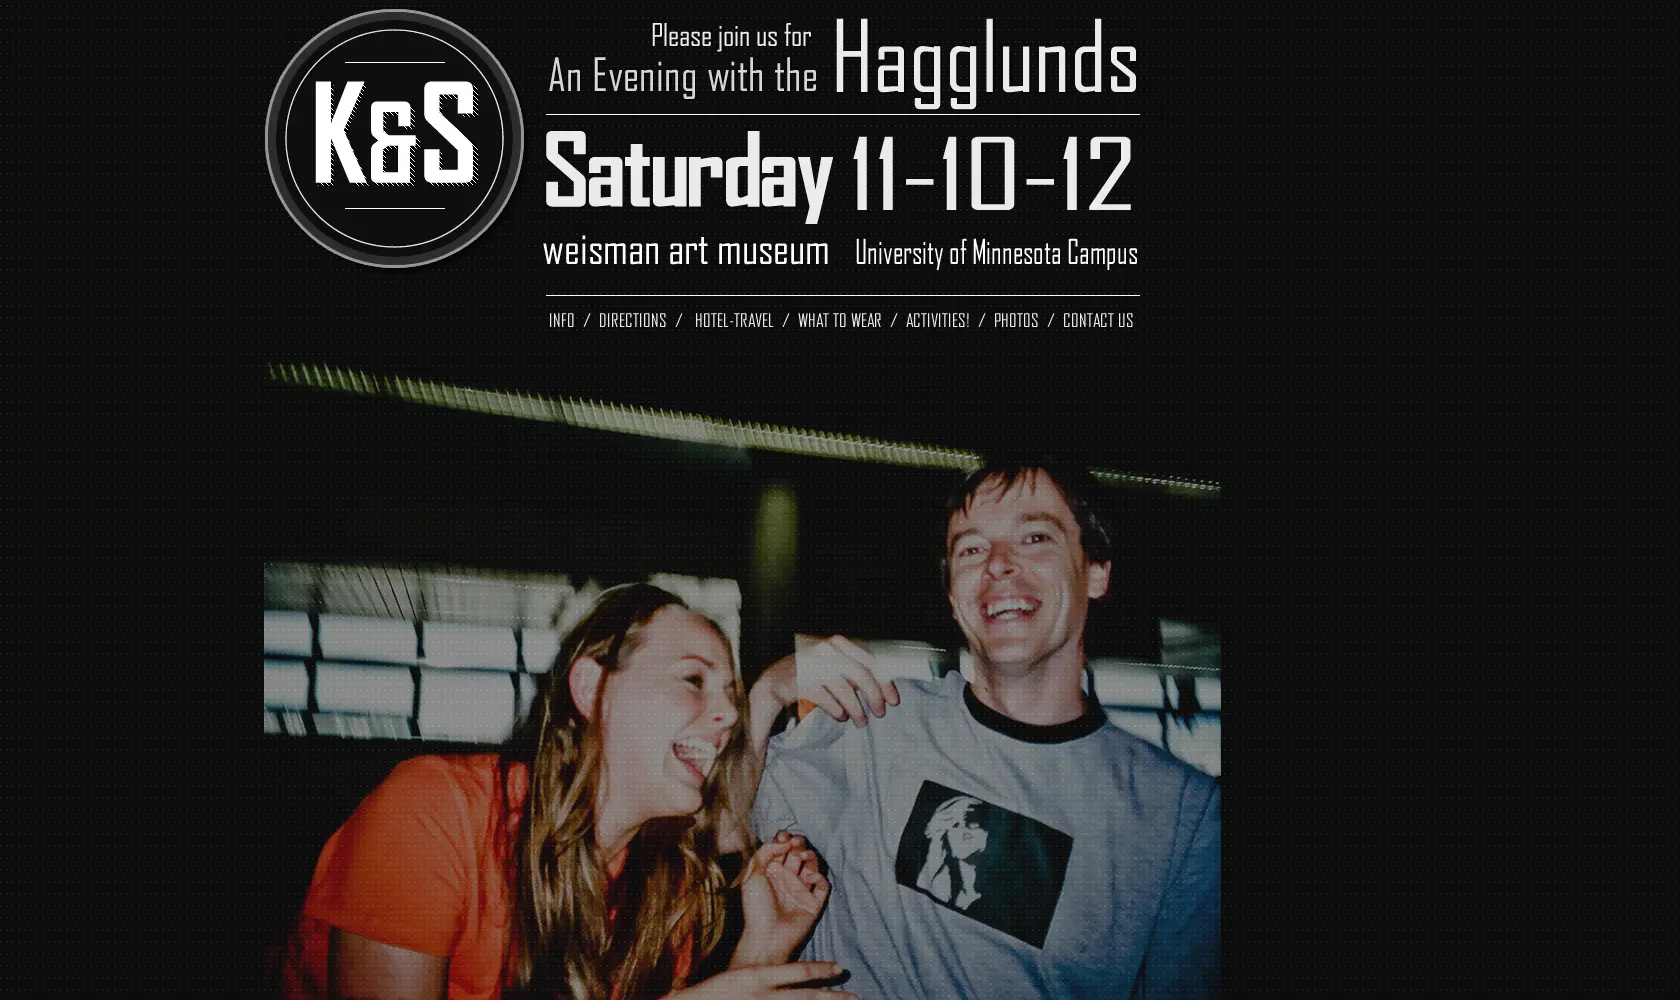 K&S
Please join us for
An Evening with the Hagglunds
Saturday 11-10-12
weisman art museum University of Minnesota Campus
INFO / DIRECTIONS / HOTEL-TRAVEL / WHAT TO WEAR / ACTIVITIES! / PHOTOS / CONTACT US